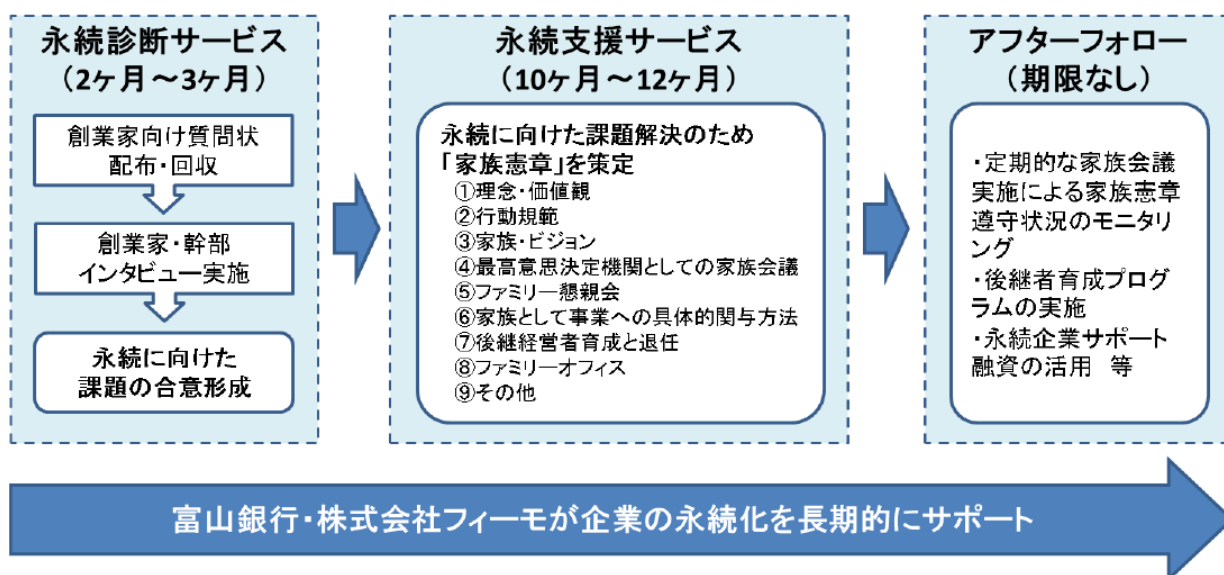 永続診断サービス
（2ヶ月～3ヶ月）
創業家向け質問状
配布・回収
創業家・幹部
インタビュー実施
永続に向けた
課題の合意形成
永続支援サービス
（10ヶ月～12ヶ月）
永続に向けた課題解決のため
「家族憲章」を策定
①理念・価値観
②行動規範
③家族・ビジョン
④最高意思決定機関としての家族会議
⑤ファミリー懇親会
⑥家族として事業への具体的関与方法
⑦後継経営者育成と退任
⑧ファミリーオフィス
⑨その他
アフターフォロー
（期限なし）
・定期的な家族会議
実施による家族憲章
遵守状況のモニタリ
ング
・後継者育成プログ
ラムの実施
・永続企業サポート
融資の活用　等
富山銀行・株式会社フィーモが企業の永続化を長期的にサポート